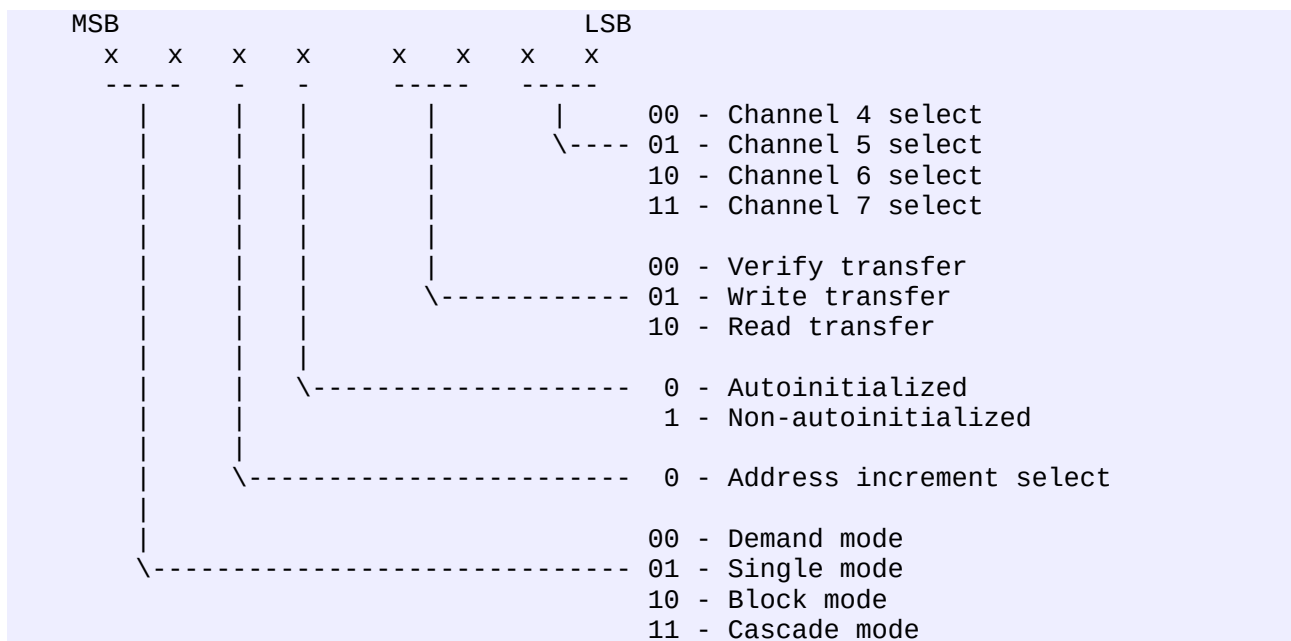 MSB                             LSB
  x   x   x   x     x   x   x   x
  -----   -   -     -----   -----
    |     |   |       |       |     00 - Channel 4 select
    |     |   |       |       \---- 01 - Channel 5 select
    |     |   |       |             10 - Channel 6 select
    |     |   |       |             11 - Channel 7 select
    |     |   |       |
    |     |   |       |             00 - Verify transfer
    |     |   |       \------------ 01 - Write transfer
    |     |   |                     10 - Read transfer
    |     |   |
    |     |   \--------------------  0 - Autoinitialized
    |     |                          1 - Non-autoinitialized
    |     |
    |     \------------------------  0 - Address increment select
    |
    |                               00 - Demand mode
    \------------------------------ 01 - Single mode
                                    10 - Block mode
                                    11 - Cascade mode